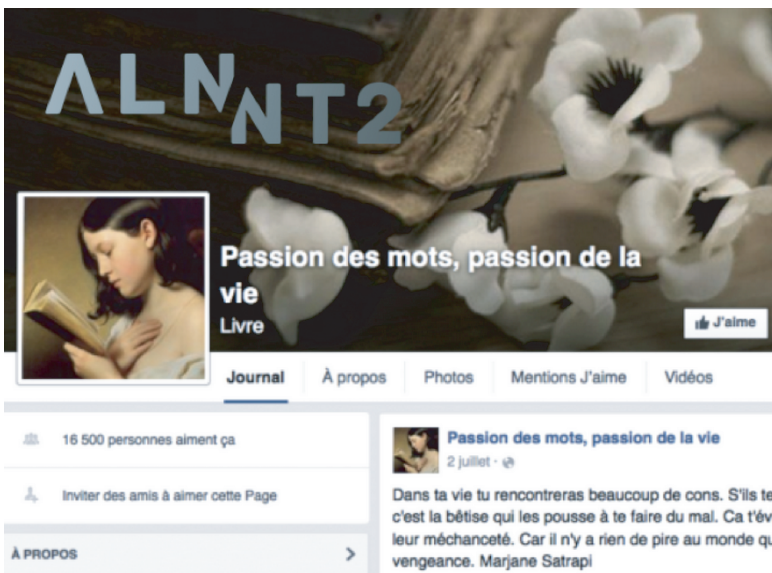 ALN
NT2
Passion des mots, passion de la
vie
Livre
J'aime
Journal À propos Photos Mentions J'aime Vidéos
16 500 personnes aiment ça
Inviter des amis à aimer cette Page
À PROPOS
Passion des mots, passion de la vie
2 juillet
Dans ta vie tu rencontreras beaucoup de cons. S'ils
c'est la bêtise qui les pousse à te faire du mal. Ca
leur méchanceté. Car il n'y a rien de pire au monde
vengeance. Marjane Satrapi